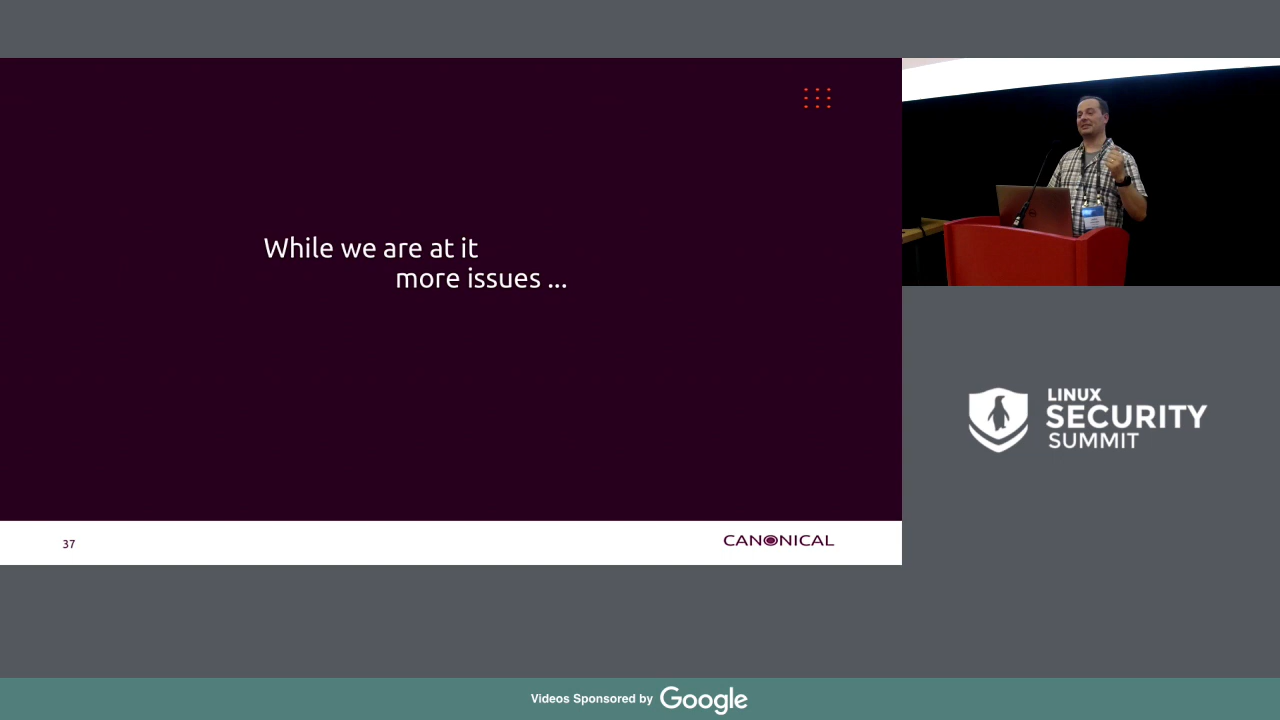 While we are at it
more issues ...
37
CANONICAL
LINUX
SECURITY
SUMMIT
Videos Sponsored by Google